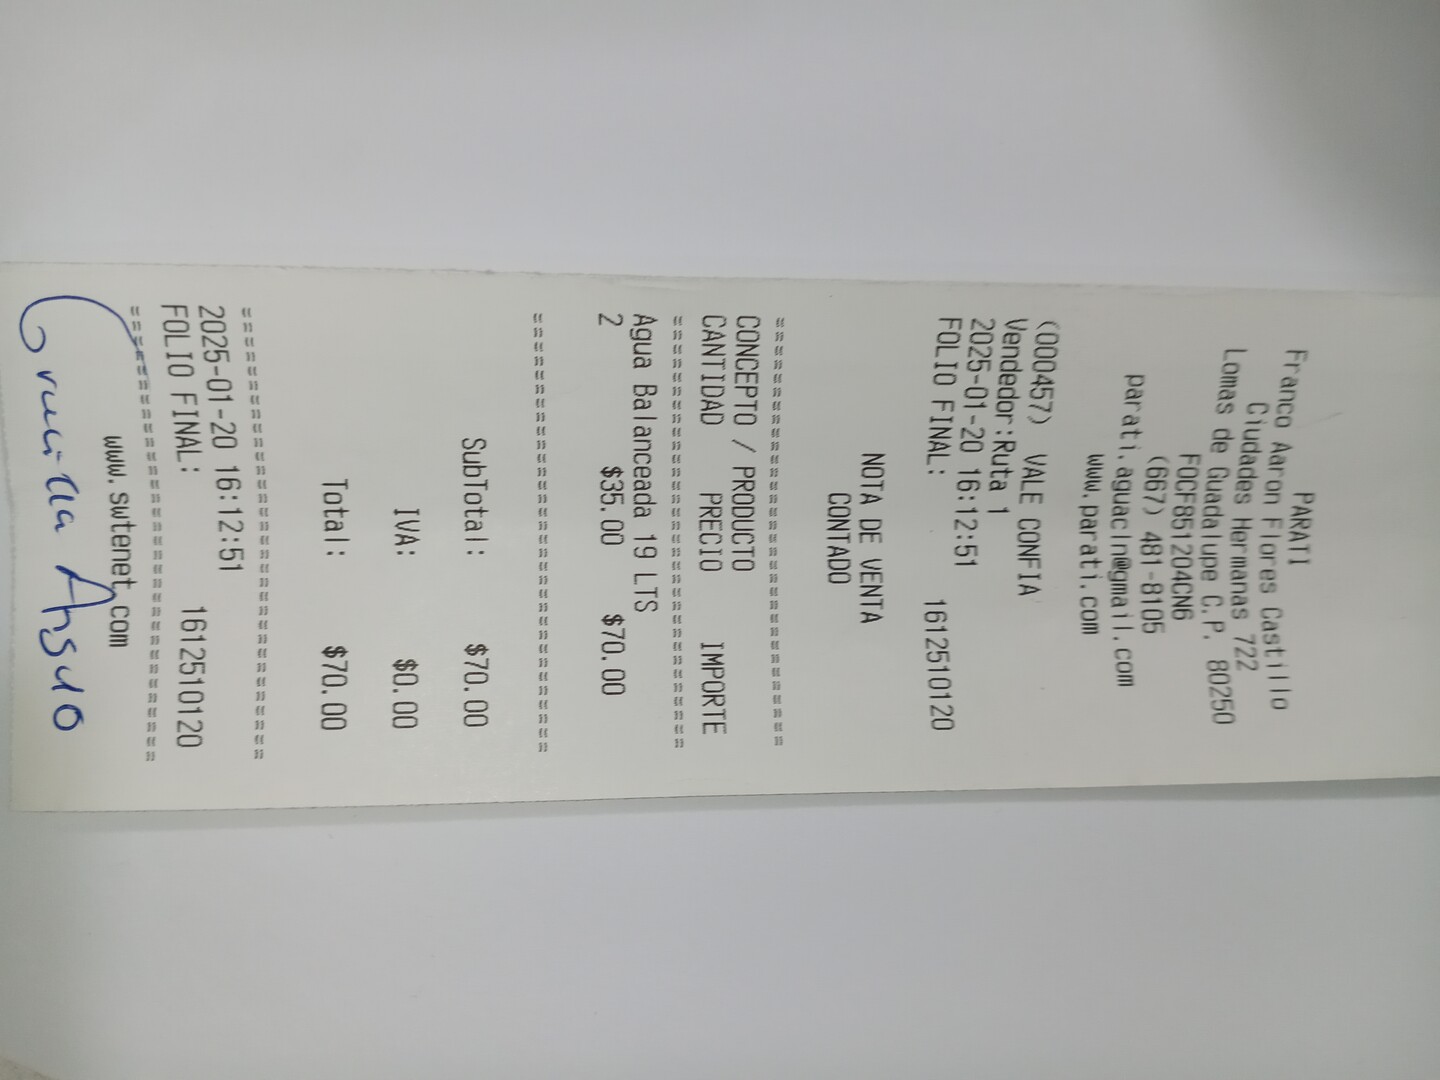 PARATI
Franco Aaron Flores Castillo
Ciudades Hermanas 722
Lomas de Guadalupe C.P. 80250
FOCF851204CN6
(667) 481-8105
parati.aguacln@gmail.com
www.parati.com
(000457) VALE CONFIA
Vendedor:Ruta 1
2025-01-20 16:12:51
FOLIO FINAL: 1612510120
NOTA DE VENTA
CONTADO
================================
CONCEPTO / PRODUCTO
CANTIDAD PRECIO IMPORTE
================================
Agua Balanceada 19 LTS
2 $35.00 $70.00
================================
SubTotal: $70.00
IVA: $0.00
Total: $70.00
================================
2025-01-20 16:12:51
FOLIO FINAL: 1612510120
================================
www.swtenet.com
Angulo